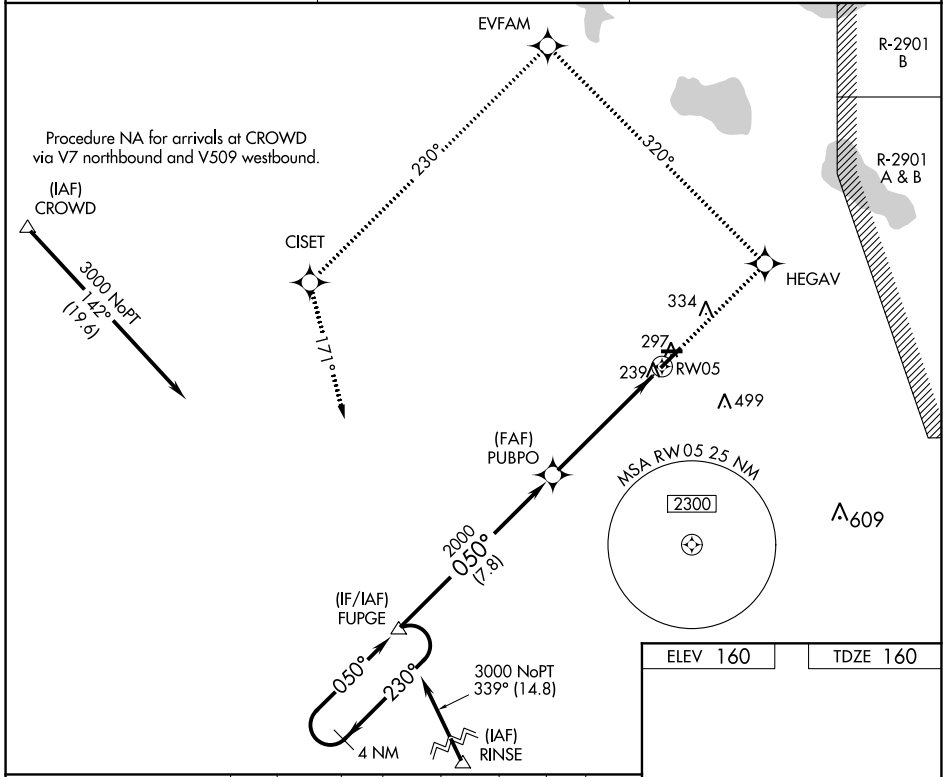 EVFAM
R-2901
B
Procedure NA for arrivals at CROWD
via V7 northbound and V509 westbound.
230°
320°
R-2901
A & B
(IAF)
CROWD
CISET
3000 NoPT
142°
(19.6)
HEGAV
334
171°
297
239
RW05
499
(FAF)
PUBPO
MSA RW05 25 NM
2300
609
2000
050°
(7.8)
(IF/IAF)
FUPGE
ELEV 160
TDZE 160
050°
230°
3000 NoPT
339° (14.8)
4 NM
(IAF)
RINSE